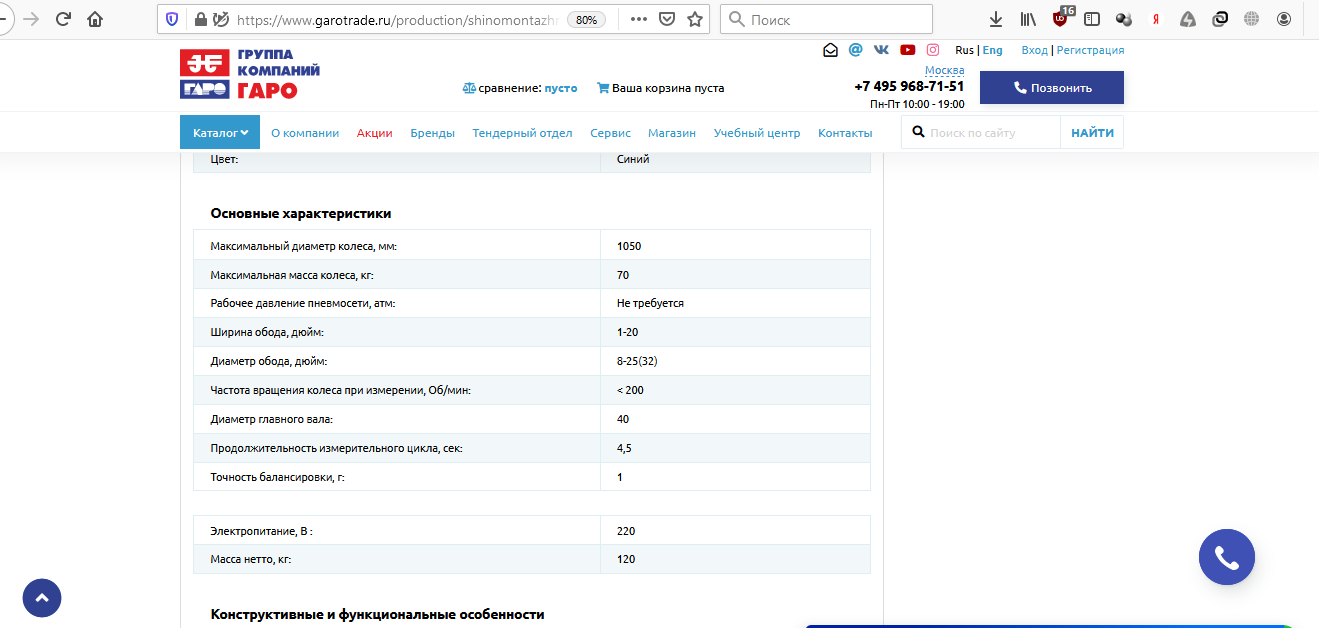 https://www.garotrade.ru/production/shinomontazh
80%
Поиск
16
Я
ГРУППА
КОМПАНИЙ
ГАРО
ГАРО
сравнение: пусто
Ваша корзина пуста
Rus | Eng
Вход | Регистрация
Москва
+7 495 968-71-51
Пн-Пт 10:00 - 19:00
Позвонить
Каталог
О компании
Акции
Бренды
Тендерный отдел
Сервис
Магазин
Учебный центр
Контакты
Поиск по сайту
НАЙТИ
Цвет: Синий
Основные характеристики
Максимальный диаметр колеса, мм: 1050
Максимальная масса колеса, кг: 70
Рабочее давление пневмосети, атм: Не требуется
Ширина обода, дюйм: 1-20
Диаметр обода, дюйм: 8-25(32)
Частота вращения колеса при измерении, Об/мин: < 200
Диаметр главного вала: 40
Продолжительность измерительного цикла, сек: 4,5
Точность балансировки, г: 1
Электропитание, В : 220
Масса нетто, кг: 120
Конструктивные и функциональные особенности